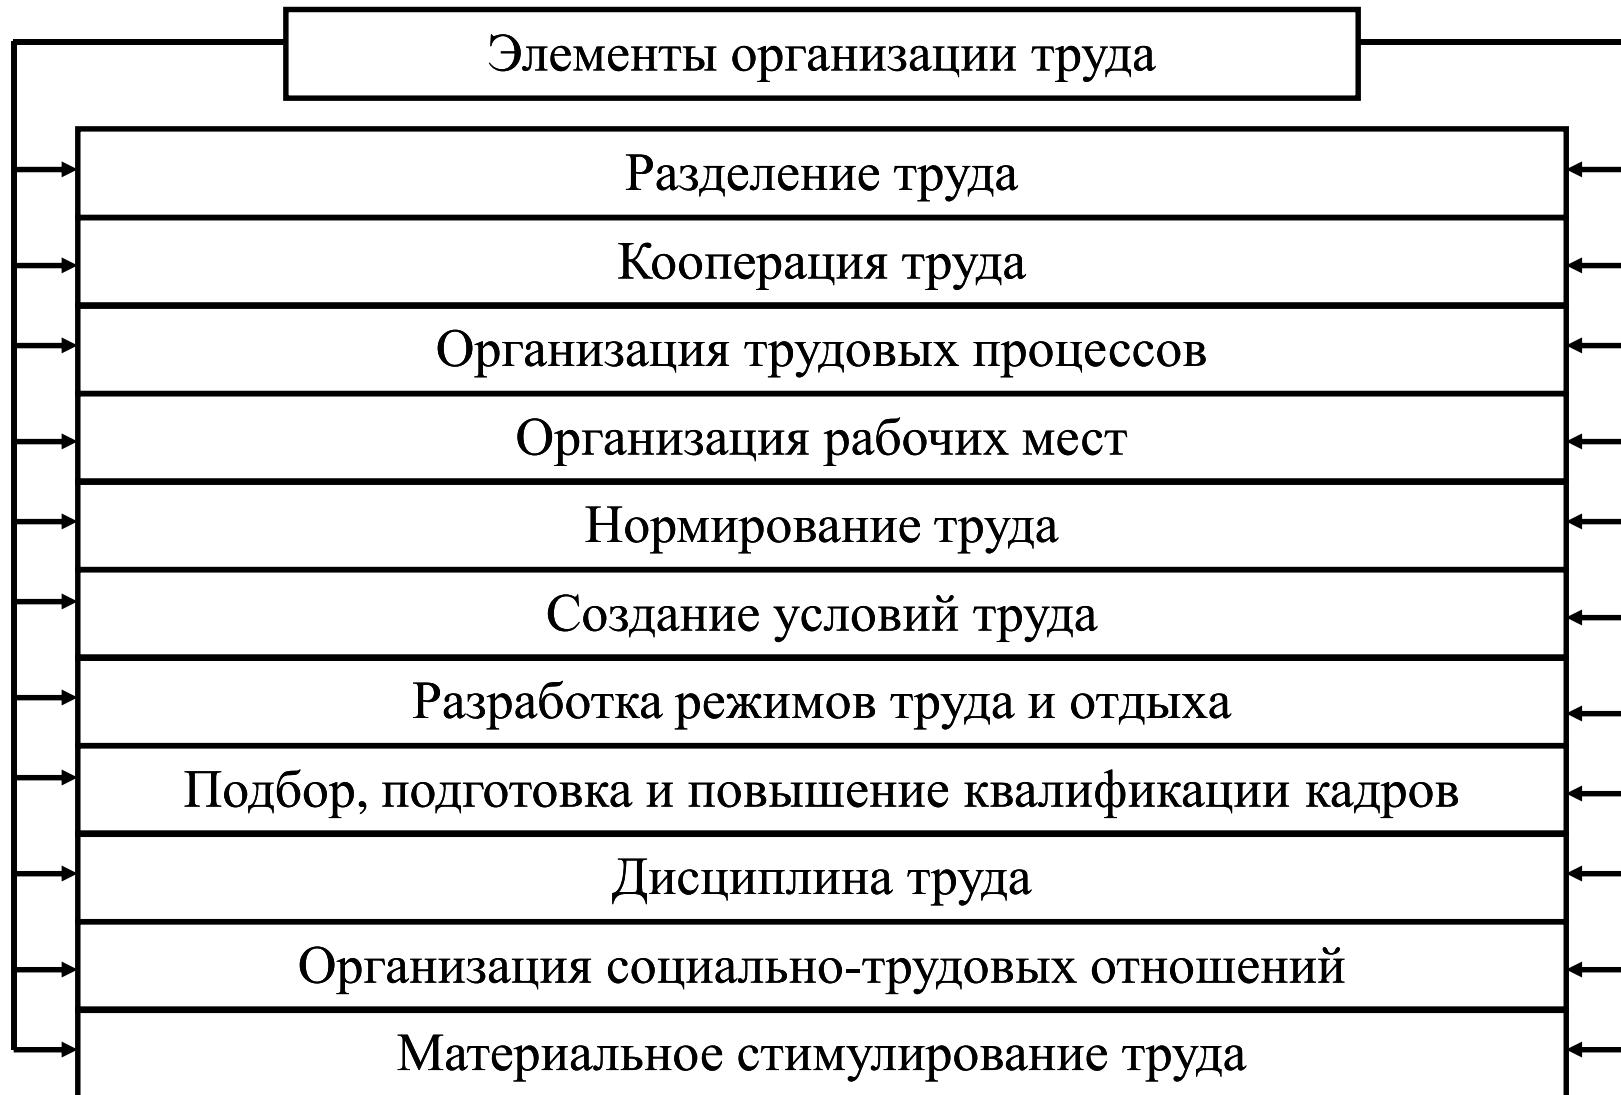 Элементы организации труда
Разделение труда
Кооперация труда
Организация трудовых процессов
Организация рабочих мест
Нормирование труда
Создание условий труда
Разработка режимов труда и отдыха
Подбор, подготовка и повышение квалификации кадров
Дисциплина труда
Организация социально-трудовых отношений
Материальное стимулирование труда